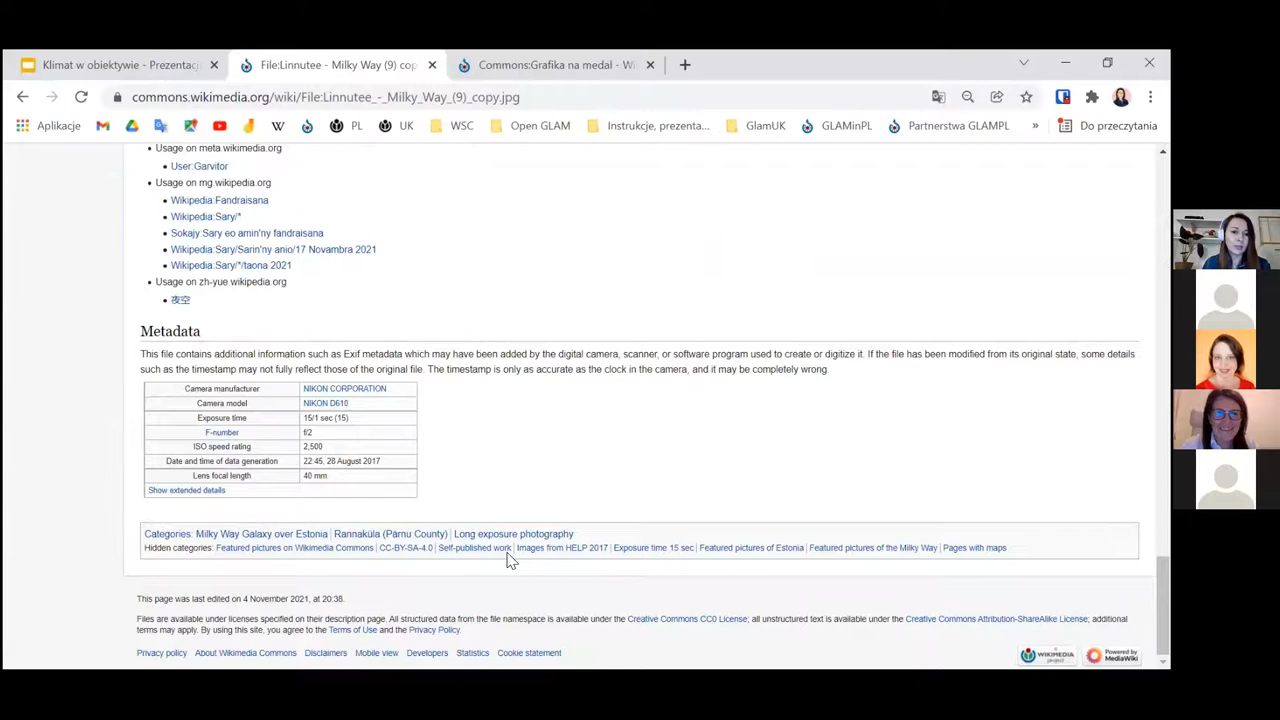 Klimat w obiektywie - Prezentacj
File:Linnutee - Milky Way (9) cop
Commons:Grafika na medal - Wi
commons.wikimedia.org/wiki/File:Linnutee_-_Milky_Way_(9)_copy.jpg
Aplikacje PL UK WSC Open GLAM Instrukcje, prezenta... GlamUK GLAMinPL Partnerstwa GLAMPL » Do przeczytania
Usage on meta.wikimedia.org
User:Garvitor
Usage on mg.wikipedia.org
Wikipedia:Fandraisana
Wikipedia:Sary/*
Sokajy:Sary eo amin'ny fandraisana
Wikipedia:Sary/Sarin'ny anio/17 Novambra 2021
Wikipedia:Sary/*/taona 2021
Usage on zh-yue.wikipedia.org
夜空
Metadata
This file contains additional information such as Exif metadata which may have been added by the digital camera, scanner, or software program used to create or digitize it. If the file has been modified from its original state, some details
such as the timestamp may not fully reflect those of the original file. The timestamp is only as accurate as the clock in the camera, and it may be completely wrong.
Camera manufacturer NIKON CORPORATION
Camera model NIKON D610
Exposure time 15/1 sec (15)
F-number f/2
ISO speed rating 2,500
Date and time of data generation 22:45, 28 August 2017
Lens focal length 40 mm
Show extended details
Categories: Milky Way Galaxy over Estonia | Rannaküla (Pärnu County) | Long exposure photography
Hidden categories: Featured pictures on Wikimedia Commons | CC-BY-SA-4.0 | Self-published work | Images from HELP 2017 | Exposure time 15 sec | Featured pictures of Estonia | Featured pictures of the Milky Way | Pages with maps
This page was last edited on 4 November 2021, at 20:38.
Files are available under licenses specified on their description page. All structured data from the file namespace is available under the Creative Commons CC0 License; all unstructured text is available under the Creative Commons Attribution-ShareAlike License; additional
terms may apply. By using this site, you agree to the Terms of Use and the Privacy Policy.
Privacy policy About Wikimedia Commons Disclaimers Mobile view Developers Statistics Cookie statement
WIKIMEDIA project
Powered by MediaWiki